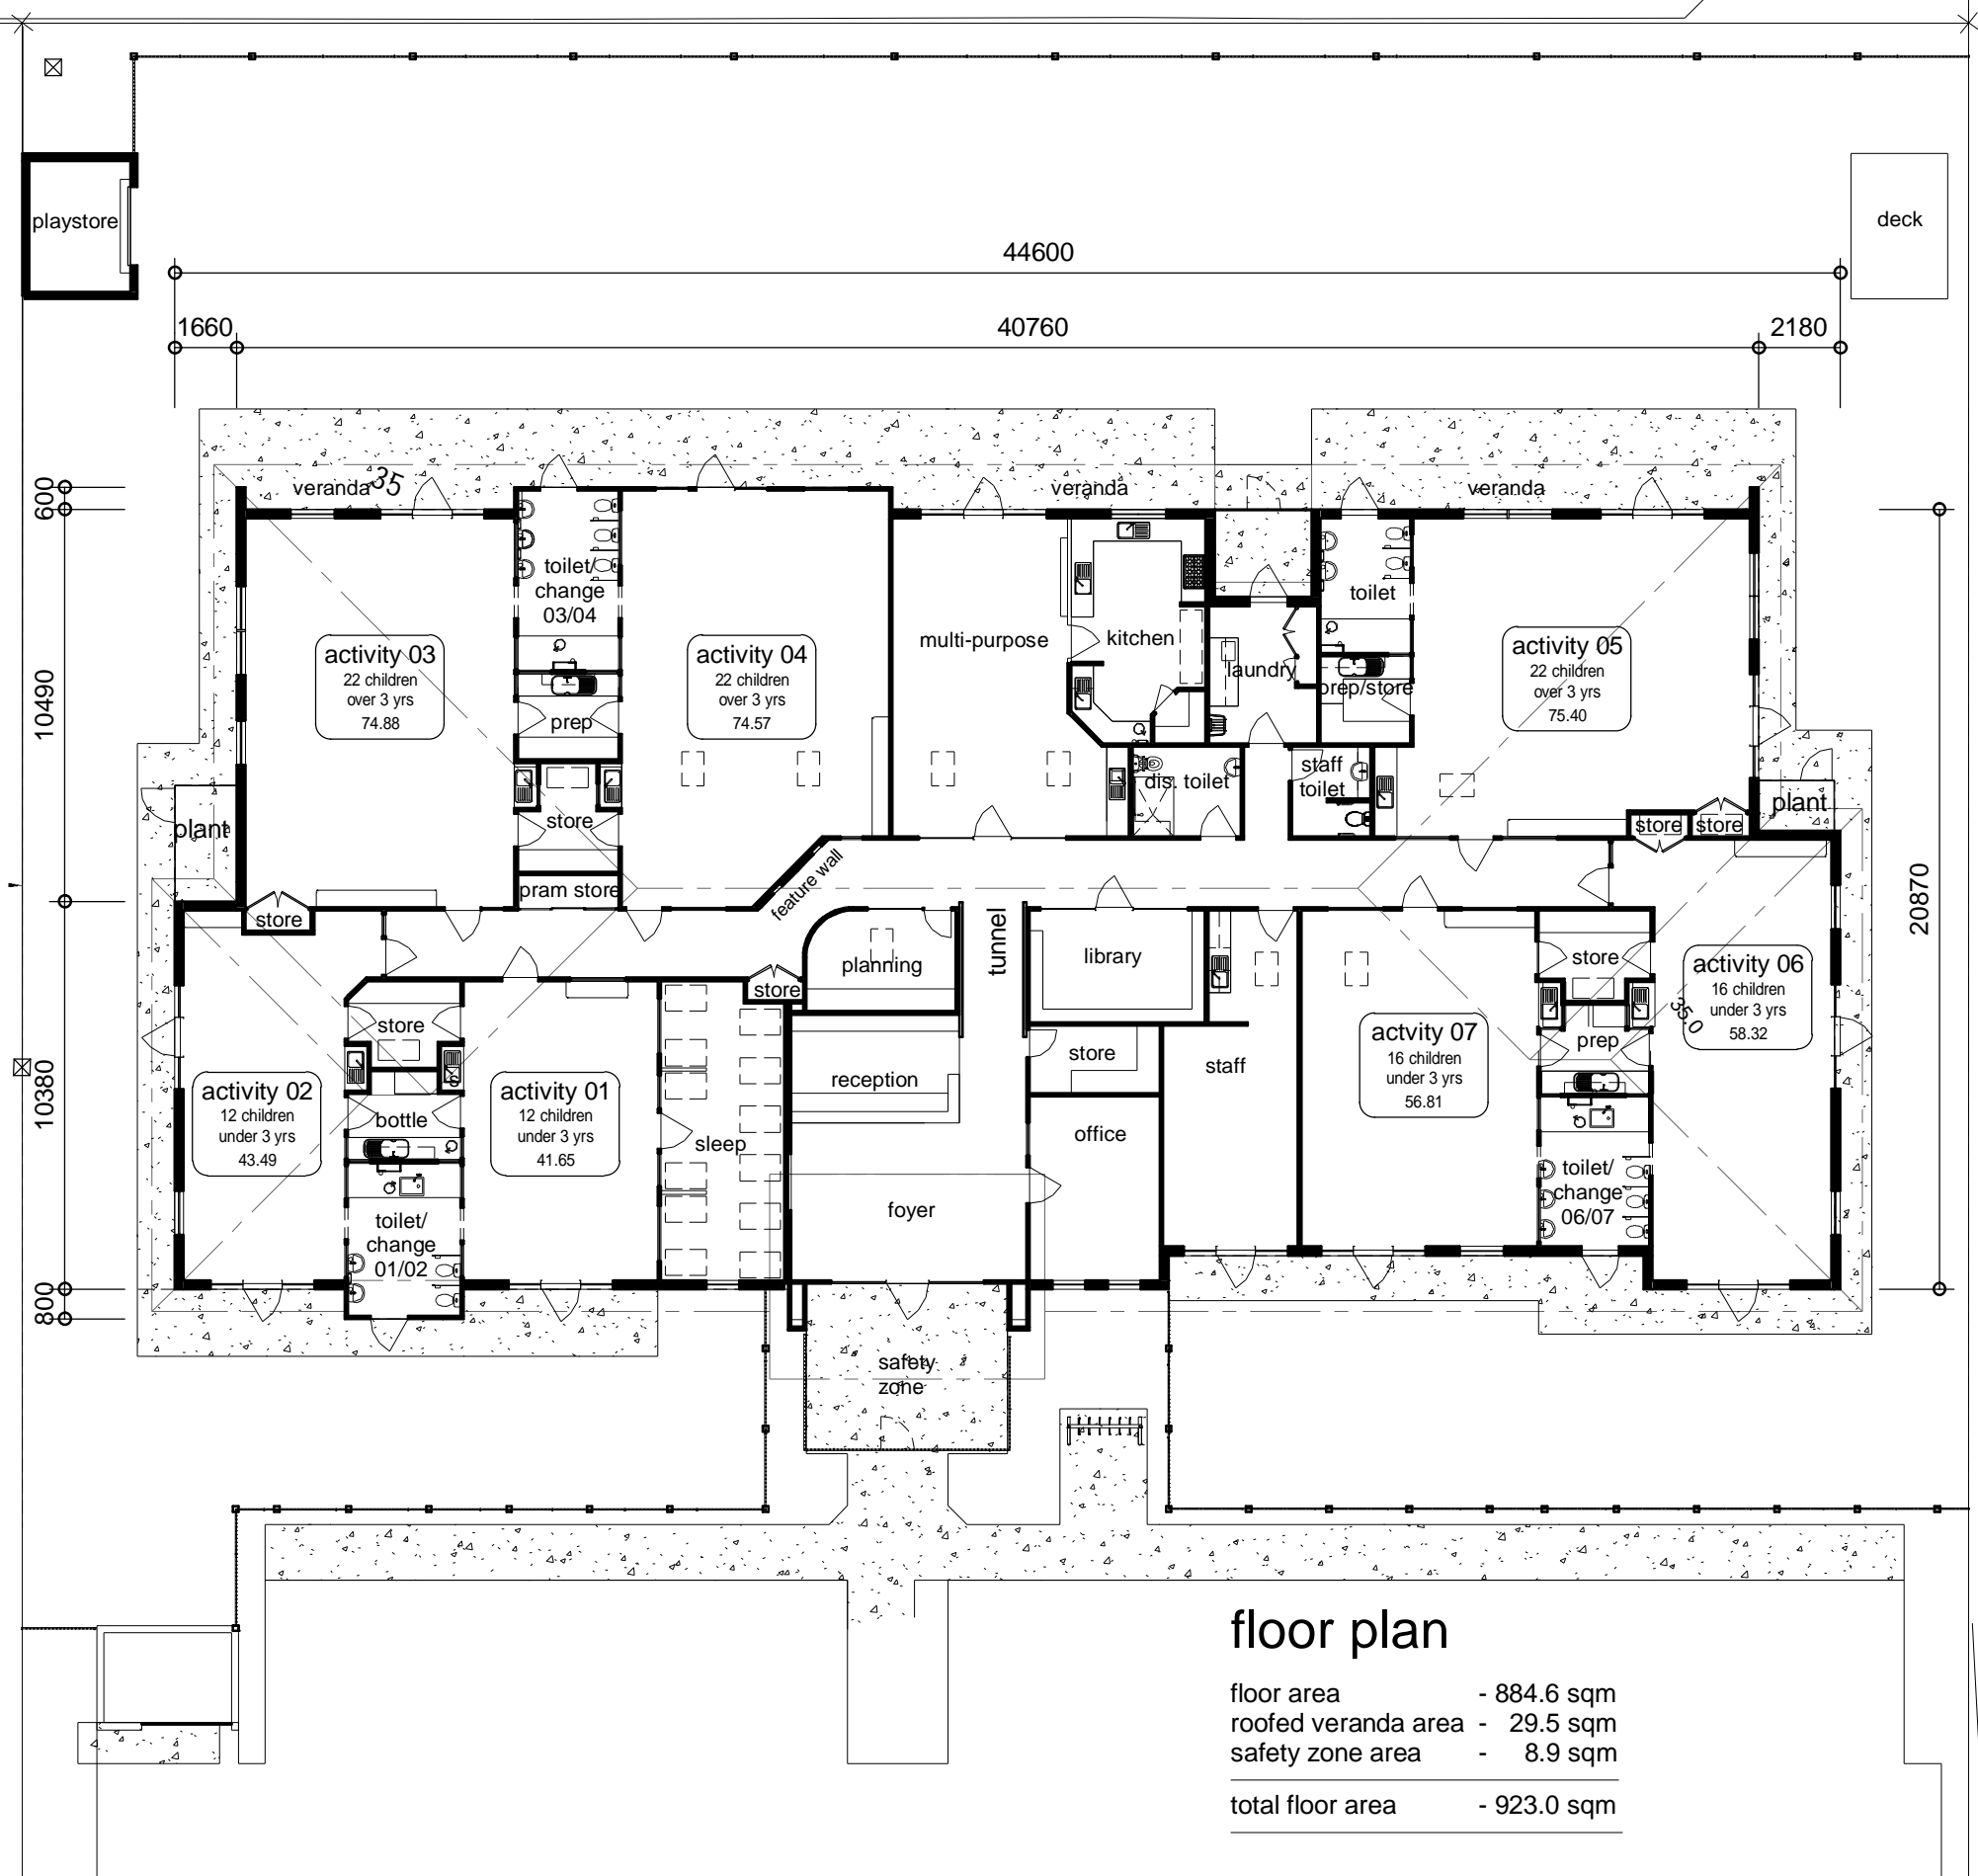 playstore
deck
44600
1660
40760
2180
600
10490
10380
800
20870
veranda
35
veranda
veranda
toilet/
change
03/04
activity 03
22 children
over 3 yrs
74.88
activity 04
22 children
over 3 yrs
74.57
prep
multi-purpose
kitchen
laundry
toilet
prep/store
activity 05
22 children
over 3 yrs
75.40
plant
store
pram store
store
feature wall
dis. toilet
staff
toilet
store
store
plant
planning
tunnel
library
store
store
activity 06
16 children
under 3 yrs
58.32
35.0
store
reception
store
staff
actvity 07
16 children
under 3 yrs
56.81
prep
activity 02
12 children
under 3 yrs
43.49
bottle
activity 01
12 children
under 3 yrs
41.65
sleep
office
toilet/
change
01/02
foyer
toilet/
change
06/07
safety
zone
floor plan
floor area - 884.6 sqm
roofed veranda area - 29.5 sqm
safety zone area - 8.9 sqm
total floor area - 923.0 sqm